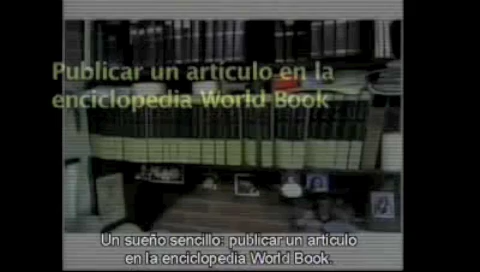 Publicar un artículo en la
enciclopedia World Book
Un sueño sencillo: publicar un artículo
en la enciclopedia World Book.